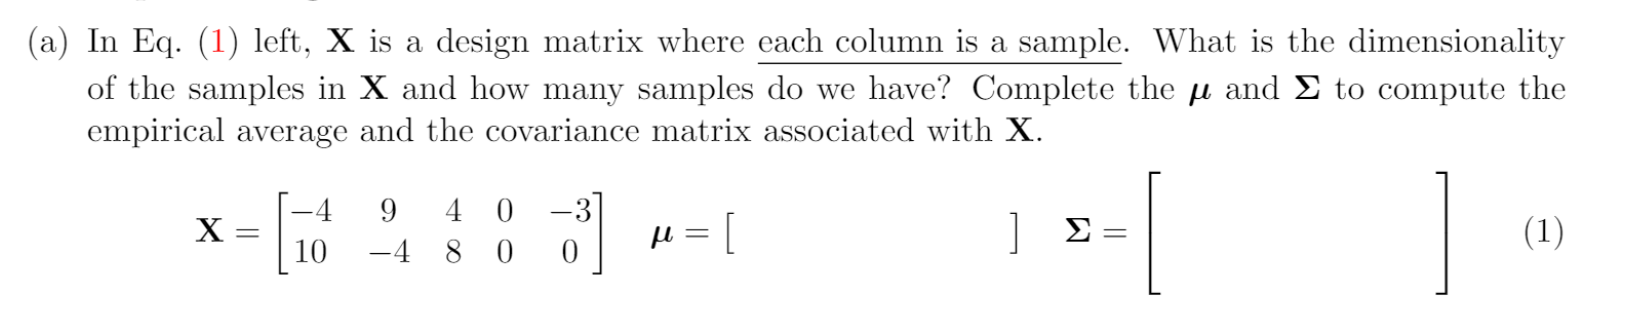 (a) In Eq. (1) left, X is a design matrix where each column is a sample. What is the dimensionality
of the samples in X and how many samples do we have? Complete the μ and Σ to compute the
empirical average and the covariance matrix associated with X.
X = [−4 9 4 0 −3
10 −4 8 0 0] μ = [ ] Σ = [ ] (1)